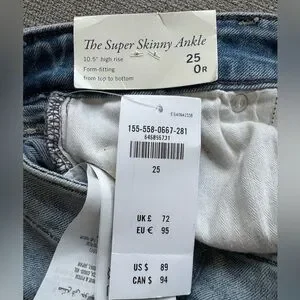 The Super Skinny Ankle
10.5" high rise
Form-fitting
from top to bottom
25
0R
155-558-0667-281
545855731
25
UK £ 72
EU € 95
US $ 89
CAN $ 94